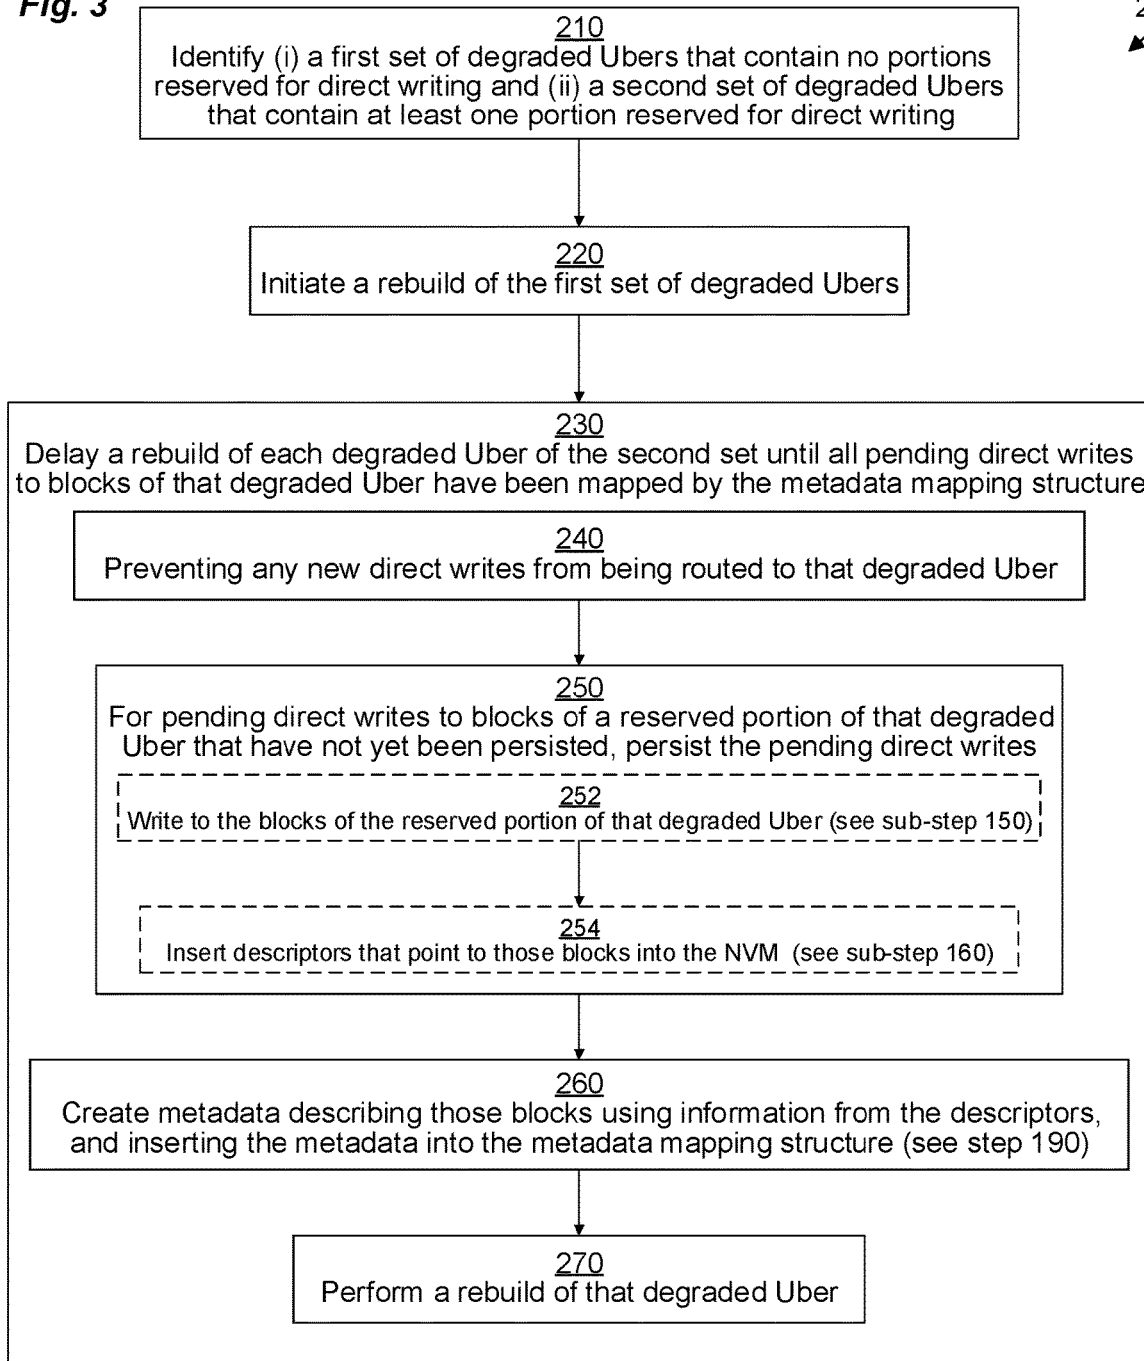 Fig. 3
2
210
Identify (i) a first set of degraded Ubers that contain no portions
reserved for direct writing and (ii) a second set of degraded Ubers
that contain at least one portion reserved for direct writing
220
Initiate a rebuild of the first set of degraded Ubers
230
Delay a rebuild of each degraded Uber of the second set until all pending direct writes
to blocks of that degraded Uber have been mapped by the metadata mapping structure
240
Preventing any new direct writes from being routed to that degraded Uber
250
For pending direct writes to blocks of a reserved portion of that degraded
Uber that have not yet been persisted, persist the pending direct writes
252
Write to the blocks of the reserved portion of that degraded Uber (see sub-step 150)
254
Insert descriptors that point to those blocks into the NVM (see sub-step 160)
260
Create metadata describing those blocks using information from the descriptors,
and inserting the metadata into the metadata mapping structure (see step 190)
270
Perform a rebuild of that degraded Uber